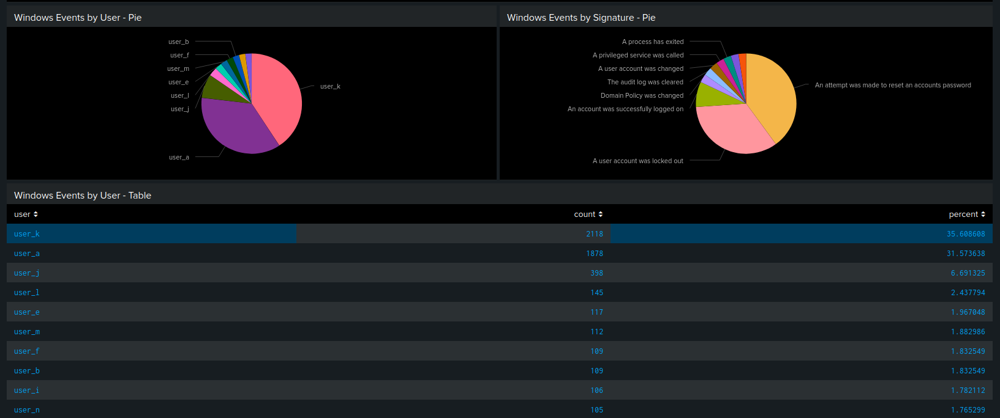 Windows Events by User - Pie
user_b
user_f
user_m
user_e
user_l
user_j
user_a
user_k
Windows Events by Signature - Pie
A process has exited
A privileged service was called
A user account was changed
The audit log was cleared
Domain Policy was changed
An account was successfully logged on
A user account was locked out
An attempt was made to reset an accounts password
Windows Events by User - Table
user count percent
user_k 2118 35.608608
user_a 1878 31.573638
user_j 398 6.691325
user_l 145 2.437794
user_e 117 1.967048
user_m 112 1.882986
user_f 109 1.832549
user_b 109 1.832549
user_i 106 1.782112
user_n 105 1.765299